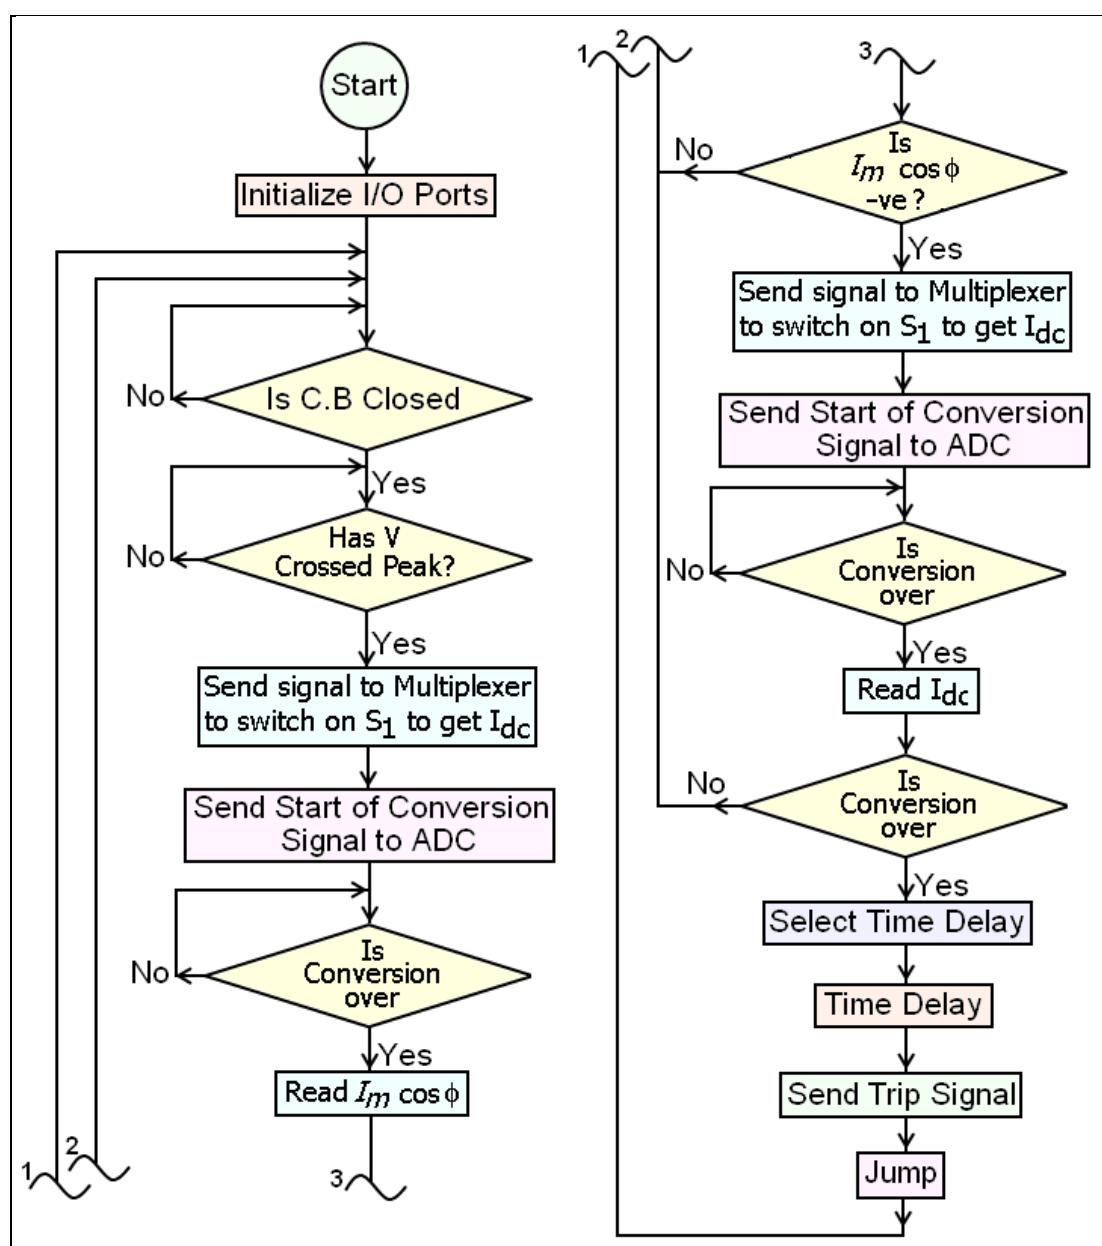 Start
Initialize I/O Ports
Is C.B Closed
No
Yes
Has V
Crossed Peak?
No
Yes
Send signal to Multiplexer
to switch on S1 to get Idc
Send Start of Conversion
Signal to ADC
Is
Conversion
over
No
Yes
Read Im cos ϕ
1
2
3
1
2
3
Is
Im cos ϕ
-ve ?
No
Yes
Send signal to Multiplexer
to switch on S1 to get Idc
Send Start of Conversion
Signal to ADC
Is
Conversion
over
No
Yes
Read Idc
Is
Conversion
over
No
Yes
Select Time Delay
Time Delay
Send Trip Signal
Jump